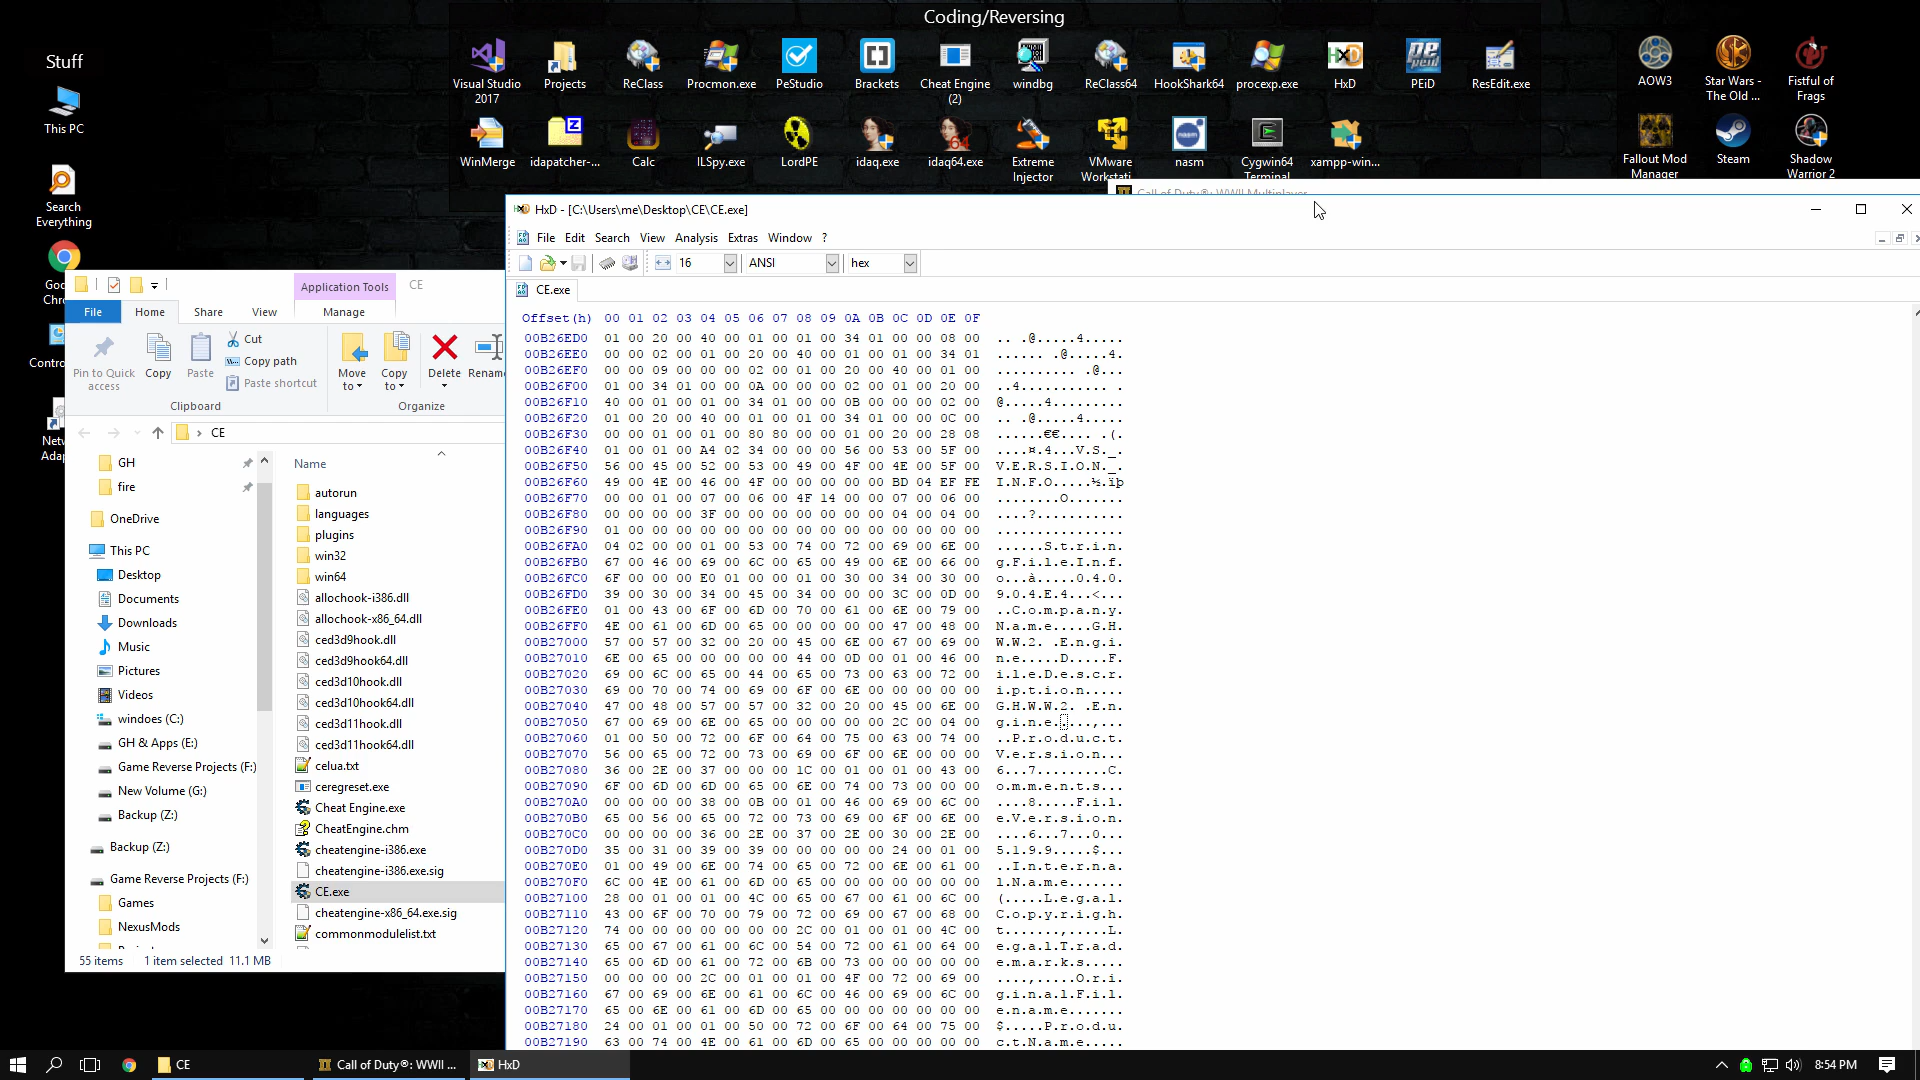 Coding/Reversing
Stuff
This PC
Search
Everything
Visual Studio
2017
Projects
ReClass
Procmon.exe
PeStudio
Brackets
Cheat Engine
(2)
windbg
ReClass64
HookShark64
procexp.exe
HxD
PEiD
ResEdit.exe
AOW3
Star Wars -
The Old ...
Fistful of
Frags
WinMerge
idapatcher-...
Calc
ILSpy.exe
LordPE
idaq.exe
idaq64.exe
Extreme
Injector
VMware
Workstati...
nasm
Cygwin64
Terminal
xampp-win...
Fallout Mod
Manager
Steam
Shadow
Warrior 2
Call of Duty®: WWII Multiplayer
HxD - [C:\Users\me\Desktop\CE\CE.exe]
File Edit Search View Analysis Extras Window ?
16 ANSI hex
CE.exe
Offset(h) 00 01 02 03 04 05 06 07 08 09 0A 0B 0C 0D 0E 0F
00B26ED0 01 00 20 00 40 00 01 00 01 00 34 01 00 00 08 00 .. .@.....4.....
00B26EE0 00 00 02 00 01 00 20 00 40 00 01 00 01 00 34 01 ...... .@.....4.
00B26EF0 00 00 09 00 00 00 02 00 01 00 20 00 40 00 01 00 .......... .@...
00B26F00 01 00 34 01 00 00 0A 00 00 00 02 00 01 00 20 00 ..4........... .
00B26F10 40 00 01 00 01 00 34 01 00 00 0B 00 00 00 02 00 @.....4.........
00B26F20 01 00 20 00 40 00 01 00 01 00 34 01 00 00 0C 00 .. .@.....4.....
00B26F30 00 00 01 00 01 00 80 80 00 00 01 00 20 00 28 08 ......€€.... .(.
00B26F40 01 00 01 00 A4 02 34 00 00 00 56 00 53 00 5F 00 ....¤.4...V.S._.
00B26F50 56 00 45 00 52 00 53 00 49 00 4F 00 4E 00 5F 00 V.E.R.S.I.O.N._.
00B26F60 49 00 4E 00 46 00 4F 00 00 00 00 00 BD 04 EF FE I.N.F.O.....½.ïþ
00B26F70 00 00 01 00 07 00 06 00 4F 14 00 00 07 00 06 00 ........O.......
00B26F80 00 00 00 00 3F 00 00 00 00 00 00 00 04 00 04 00 ....?...........
00B26F90 01 00 00 00 00 00 00 00 00 00 00 00 00 00 00 00 ................
00B26FA0 04 02 00 00 01 00 53 00 74 00 72 00 69 00 6E 00 ......S.t.r.i.n.
00B26FB0 67 00 46 00 69 00 6C 00 65 00 49 00 6E 00 66 00 g.F.i.l.e.I.n.f.
00B26FC0 6F 00 00 00 E0 01 00 00 01 00 30 00 34 00 30 00 o...à.....0.4.0.
00B26FD0 39 00 30 00 34 00 45 00 34 00 00 00 3C 00 0D 00 9.0.4.E.4...<...
00B26FE0 01 00 43 00 6F 00 6D 00 70 00 61 00 6E 00 79 00 ..C.o.m.p.a.n.y.
00B26FF0 4E 00 61 00 6D 00 65 00 00 00 00 00 47 00 48 00 N.a.m.e.....G.H.
00B27000 57 00 57 00 32 00 20 00 45 00 6E 00 67 00 69 00 W.W.2. .E.n.g.i.
00B27010 6E 00 65 00 00 00 00 00 44 00 0D 00 01 00 46 00 n.e.....D.....F.
00B27020 69 00 6C 00 65 00 44 00 65 00 73 00 63 00 72 00 i.l.e.D.e.s.c.r.
00B27030 69 00 70 00 74 00 69 00 6F 00 6E 00 00 00 00 00 i.p.t.i.o.n.....
00B27040 47 00 48 00 57 00 57 00 32 00 20 00 45 00 6E 00 G.H.W.W.2. .E.n.
00B27050 67 00 69 00 6E 00 65 00 00 00 00 00 2C 00 04 00 g.i.n.e.....,...
00B27060 01 00 50 00 72 00 6F 00 64 00 75 00 63 00 74 00 ..P.r.o.d.u.c.t.
00B27070 56 00 65 00 72 00 73 00 69 00 6F 00 6E 00 00 00 V.e.r.s.i.o.n...
00B27080 36 00 2E 00 37 00 00 00 1C 00 01 00 01 00 43 00 6...7.........C.
00B27090 6F 00 6D 00 6D 00 65 00 6E 00 74 00 73 00 00 00 o.m.m.e.n.t.s...
00B270A0 00 00 00 00 38 00 0B 00 01 00 46 00 69 00 6C 00 ....8.....F.i.l.
00B270B0 65 00 56 00 65 00 72 00 73 00 69 00 6F 00 6E 00 e.V.e.r.s.i.o.n.
00B270C0 00 00 00 00 36 00 2E 00 37 00 2E 00 30 00 2E 00 ....6...7...0...
00B270D0 35 00 31 00 39 00 39 00 00 00 00 00 24 00 01 00 5.1.9.9.....$...
00B270E0 01 00 49 00 6E 00 74 00 65 00 72 00 6E 00 61 00 ..I.n.t.e.r.n.a.
00B270F0 6C 00 4E 00 61 00 6D 00 65 00 00 00 00 00 00 00 l.N.a.m.e.......
00B27100 28 00 01 00 01 00 4C 00 65 00 67 00 61 00 6C 00 (.....L.e.g.a.l.
00B27110 43 00 6F 00 70 00 79 00 72 00 69 00 67 00 68 00 C.o.p.y.r.i.g.h.
00B27120 74 00 00 00 00 00 00 00 2C 00 01 00 01 00 4C 00 t.......,.....L.
00B27130 65 00 67 00 61 00 6C 00 54 00 72 00 61 00 64 00 e.g.a.l.T.r.a.d.
00B27140 65 00 6D 00 61 00 72 00 6B 00 73 00 00 00 00 00 e.m.a.r.k.s.....
00B27150 00 00 00 00 2C 00 01 00 01 00 4F 00 72 00 69 00 ....,.....O.r.i.
00B27160 67 00 69 00 6E 00 61 00 6C 00 46 00 69 00 6C 00 g.i.n.a.l.F.i.l.
00B27170 65 00 6E 00 61 00 6D 00 65 00 00 00 00 00 00 00 e.n.a.m.e.......
00B27180 24 00 01 00 01 00 50 00 72 00 6F 00 64 00 75 00 $.....P.r.o.d.u.
00B27190 63 00 74 00 4E 00 61 00 6D 00 65 00 00 00 00 00 c.t.N.a.m.e.....
Application Tools CE
File Home Share View Manage
Pin to Quick
access
Copy
Paste
Cut
Copy path
Paste shortcut
Move
to
Copy
to
Delete
Clipboard Organize
CE
GH
fire
OneDrive
This PC
Desktop
Documents
Downloads
Music
Pictures
Videos
windoes (C:)
GH & Apps (E:)
Game Reverse Projects (F:)
New Volume (G:)
Backup (Z:)
Backup (Z:)
Game Reverse Projects (F:)
Games
NexusMods
Name
autorun
languages
plugins
win32
win64
allochook-i386.dll
allochook-x86_64.dll
ced3d9hook.dll
ced3d9hook64.dll
ced3d10hook.dll
ced3d10hook64.dll
ced3d11hook.dll
ced3d11hook64.dll
celua.txt
ceregreset.exe
Cheat Engine.exe
CheatEngine.chm
cheatengine-i386.exe
cheatengine-i386.exe.sig
CE.exe
cheatengine-x86_64.exe.sig
commonmodulelist.txt
55 items 1 item selected 11.1 MB
CE
Call of Duty®: WWII ...
HxD
8:54 PM